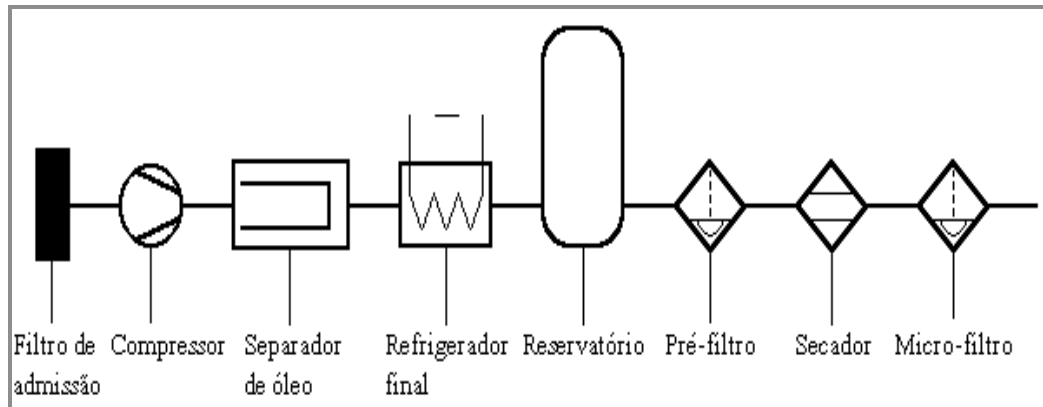 Filtro de
admissão
Compressor
Separador
de óleo
Refrigerador
final
Reservatório
Pré-filtro
Secador
Micro-filtro